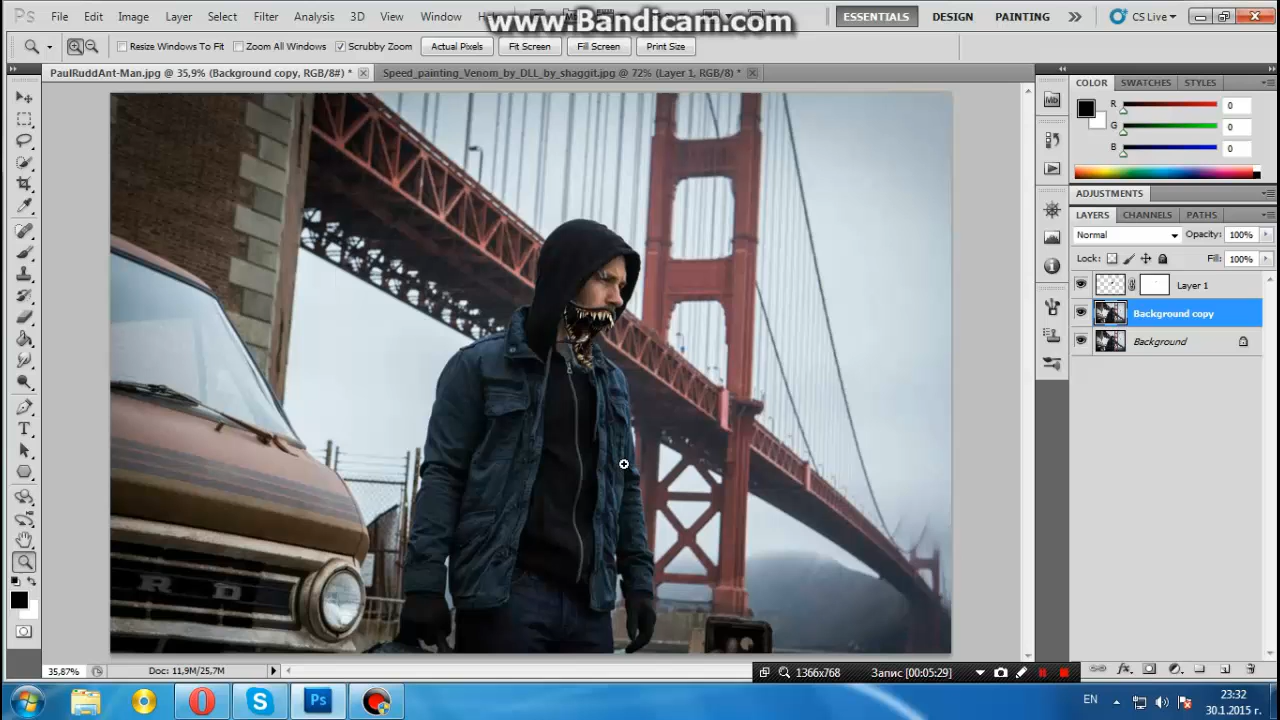 Ps File Edit Image Layer Select Filter Analysis 3D View Window ESSENTIALS DESIGN PAINTING CS Live
www.Bandicam.com
Resize Windows To Fit Zoom All Windows Scrubby Zoom Actual Pixels Fit Screen Fill Screen Print Size
PaulRuddAnt-Man.jpg @ 35,9% (Background copy, RGB/8#) * Speed_painting_Venom_by_DLL_by_shaggit.jpg @ 72% (Layer 1, RGB/8) *
COLOR SWATCHES STYLES
Mb
R 0
G 0
B 0
ADJUSTMENTS
LAYERS CHANNELS PATHS
Normal Opacity: 100%
Lock: Fill: 100%
Layer 1
Background copy
Background
R D
35,87% Doc: 11,9M/25,7M
1366x768 Запис [00:05:29]
Ps
EN
23:32
30.1.2015 г.